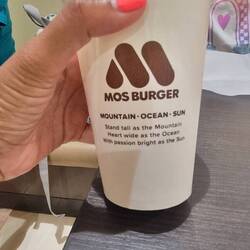 MOS BURGER
MOUNTAIN · OCEAN · SUN
Stand tall as the Mountain
Heart wide as the Ocean
With passion bright as the Sun